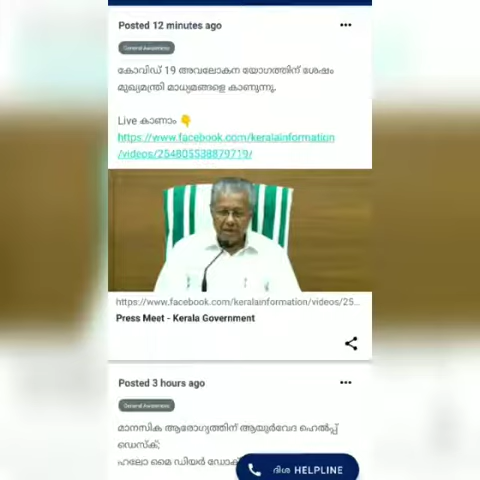 Posted 12 minutes ago
General Awareness
കോവിഡ് 19 അവലോകന യോഗത്തിന് ശേഷം
മുഖ്യമന്ത്രി മാധ്യമങ്ങളെ കാണുന്നു.
Live കാണാം 👇
https://www.facebook.com/keralainformation
/videos/254805538879719/
https://www.facebook.com/keralainformation/videos/25...
Press Meet - Kerala Government
Posted 3 hours ago
General Awareness
മാനസിക ആരോഗ്യത്തിന് ആയുർവേദ ഹെൽപ്പ്
ഡെസ്ക്;
ഹലോ മൈ ഡിയർ
ദിശ HELPLINE